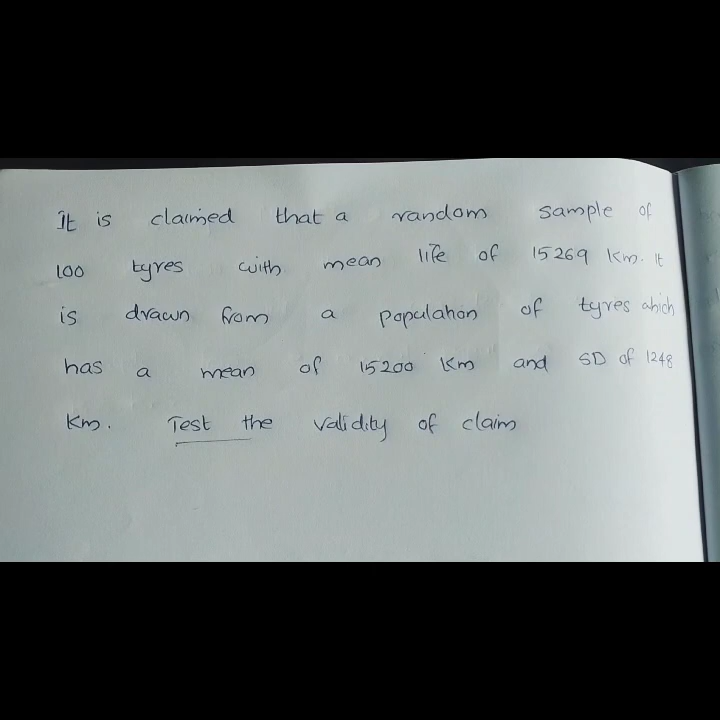 It is claimed that a random sample of
100 tyres with mean life of 15269 Km. It
is drawn from a population of tyres which
has a mean of 15200 Km and SD of 1248
Km. Test the validity of claim